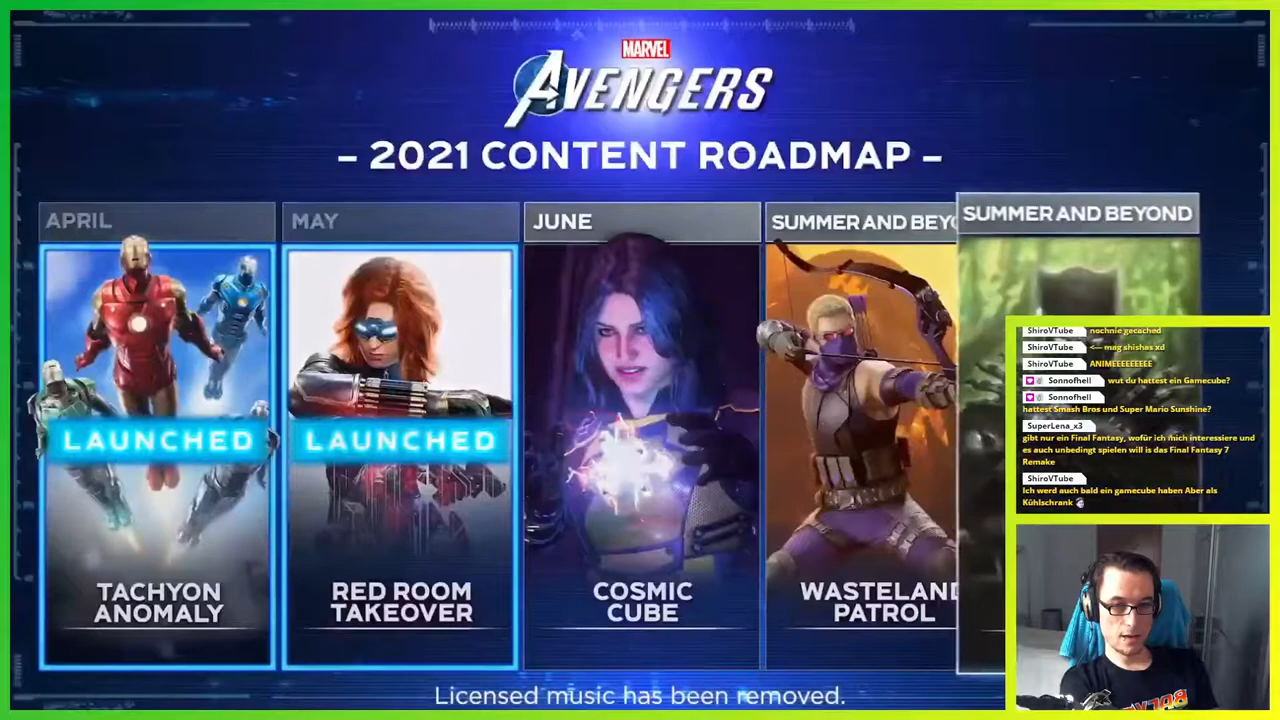 MARVEL
AVENGERS
– 2021 CONTENT ROADMAP –
APRIL
MAY
JUNE
SUMMER AND BEYO
SUMMER AND BEYOND
LAUNCHED
LAUNCHED
TACHYON
ANOMALY
RED ROOM
TAKEOVER
COSMIC
CUBE
WASTELAND
PATROL
Licensed music has been removed.
ShiroVTube nochnie gecached
ShiroVTube <-- mag shishas xd
ShiroVTube ANIMEEEEEEEEE
Sonnofhell wut du hattest ein Gamecube?
Sonnofhell
hattest Smash Bros und Super Mario Sunshine?
SuperLena_x3
gibt nur ein Final Fantasy, wofür ich mich interessiere und
es auch unbedingt spielen will is das Final Fantasy 7
Remake
ShiroVTube
Ich werd auch bald ein gamecube haben Aber als
Kühlschrank